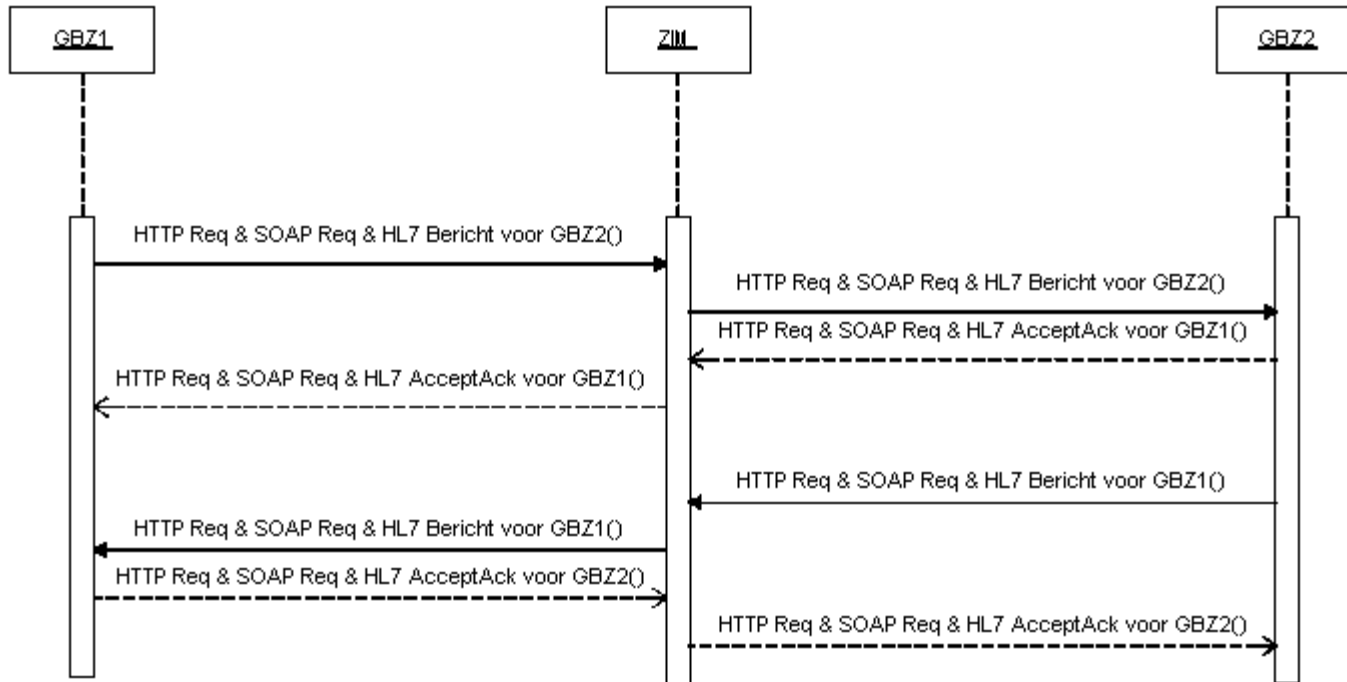 GBZ1
ZIM
GBZ2
HTTP Req & SOAP Req & HL7 Bericht voor GBZ2()
HTTP Req & SOAP Req & HL7 Bericht voor GBZ2()
HTTP Req & SOAP Req & HL7 AcceptAck voor GBZ1()
HTTP Req & SOAP Req & HL7 AcceptAck voor GBZ1()
HTTP Req & SOAP Req & HL7 Bericht voor GBZ1()
HTTP Req & SOAP Req & HL7 Bericht voor GBZ1()
HTTP Req & SOAP Req & HL7 AcceptAck voor GBZ2()
HTTP Req & SOAP Req & HL7 AcceptAck voor GBZ2()